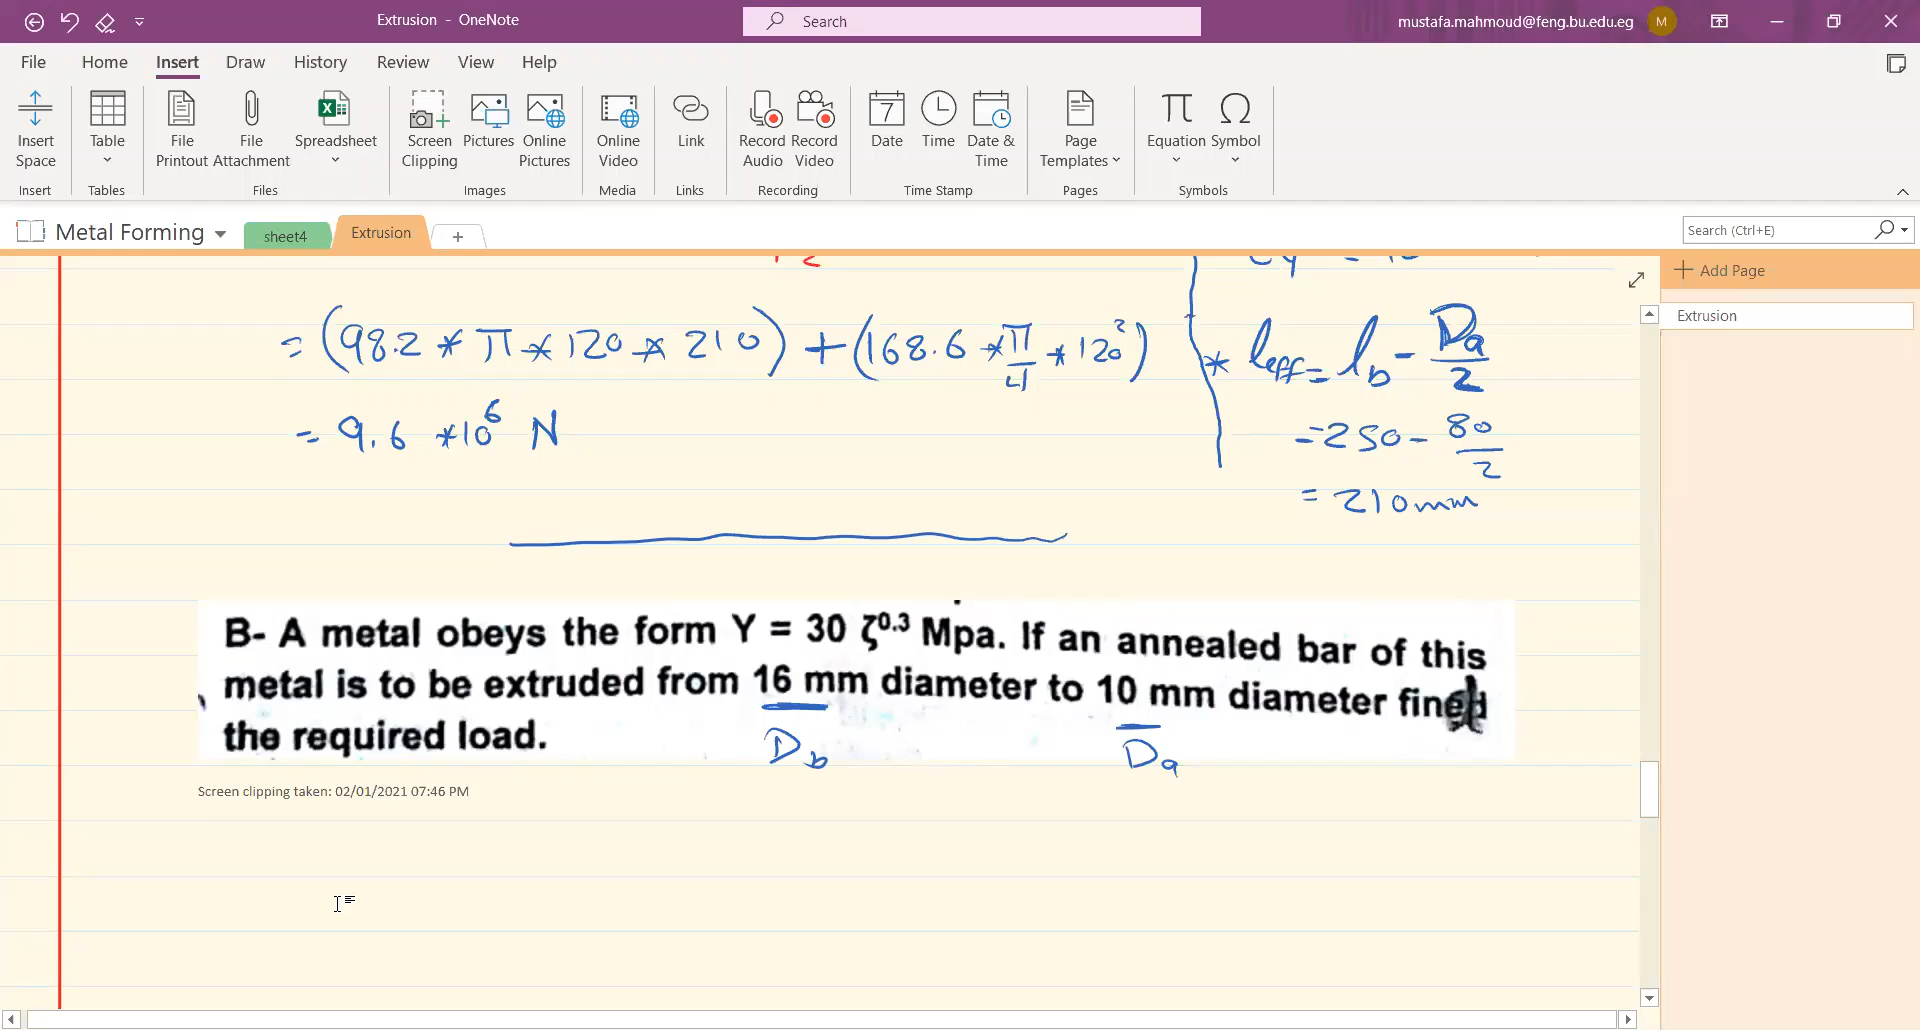 Extrusion - OneNote
Search
mustafa.mahmoud@feng.bu.edu.eg
M
File Home Insert Draw History Review View Help
Insert Space
Table
File Printout
File Attachment
Spreadsheet
Screen Clipping
Pictures
Online Pictures
Online Video
Link
Record Audio
Record Video
7
Date
Time
Date & Time
Page Templates
π
Equation
Ω
Symbol
Insert Tables Files Images Media Links Recording Time Stamp Pages Symbols
Metal Forming
sheet4
Extrusion
+
Search (Ctrl+E)
Add Page
Extrusion
= (98.2 * π * 120 * 210) + (168.6 * π/4 * 120²)
= 9.6 * 10⁶ N
* leff = lb - Da/2
= 250 - 80/2
= 210mm
B- A metal obeys the form Y = 30 ζ^0.3 Mpa. If an annealed bar of this
metal is to be extruded from 16 mm diameter to 10 mm diameter fined
the required load.
Db
Da
Screen clipping taken: 02/01/2021 07:46 PM